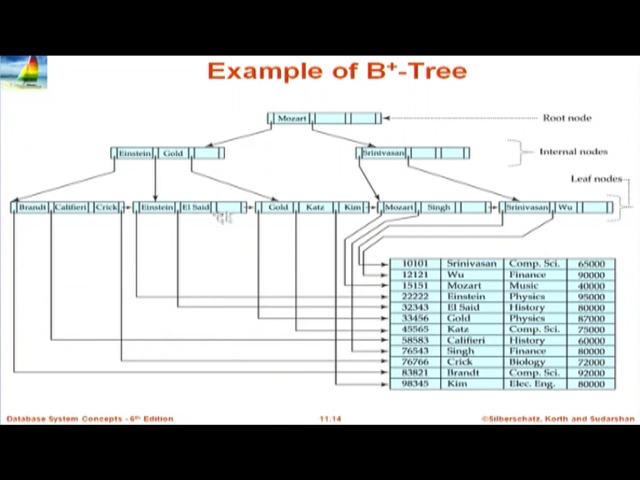 Example of B+-Tree
Mozart
Root node
Einstein Gold
Srinivasan
Internal nodes
Leaf nodes
Brandt Califieri Crick
Einstein El Said
Gold Katz Kim
Mozart Singh
Srinivasan Wu
10101 Srinivasan Comp. Sci. 65000
12121 Wu Finance 90000
15151 Mozart Music 40000
22222 Einstein Physics 95000
32343 El Said History 80000
33456 Gold Physics 87000
45565 Katz Comp. Sci. 75000
58583 Califieri History 60000
76543 Singh Finance 80000
76766 Crick Biology 72000
83821 Brandt Comp. Sci. 92000
98345 Kim Elec. Eng. 80000
Database System Concepts - 6th Edition
11.14
©Silberschatz, Korth and Sudarshan